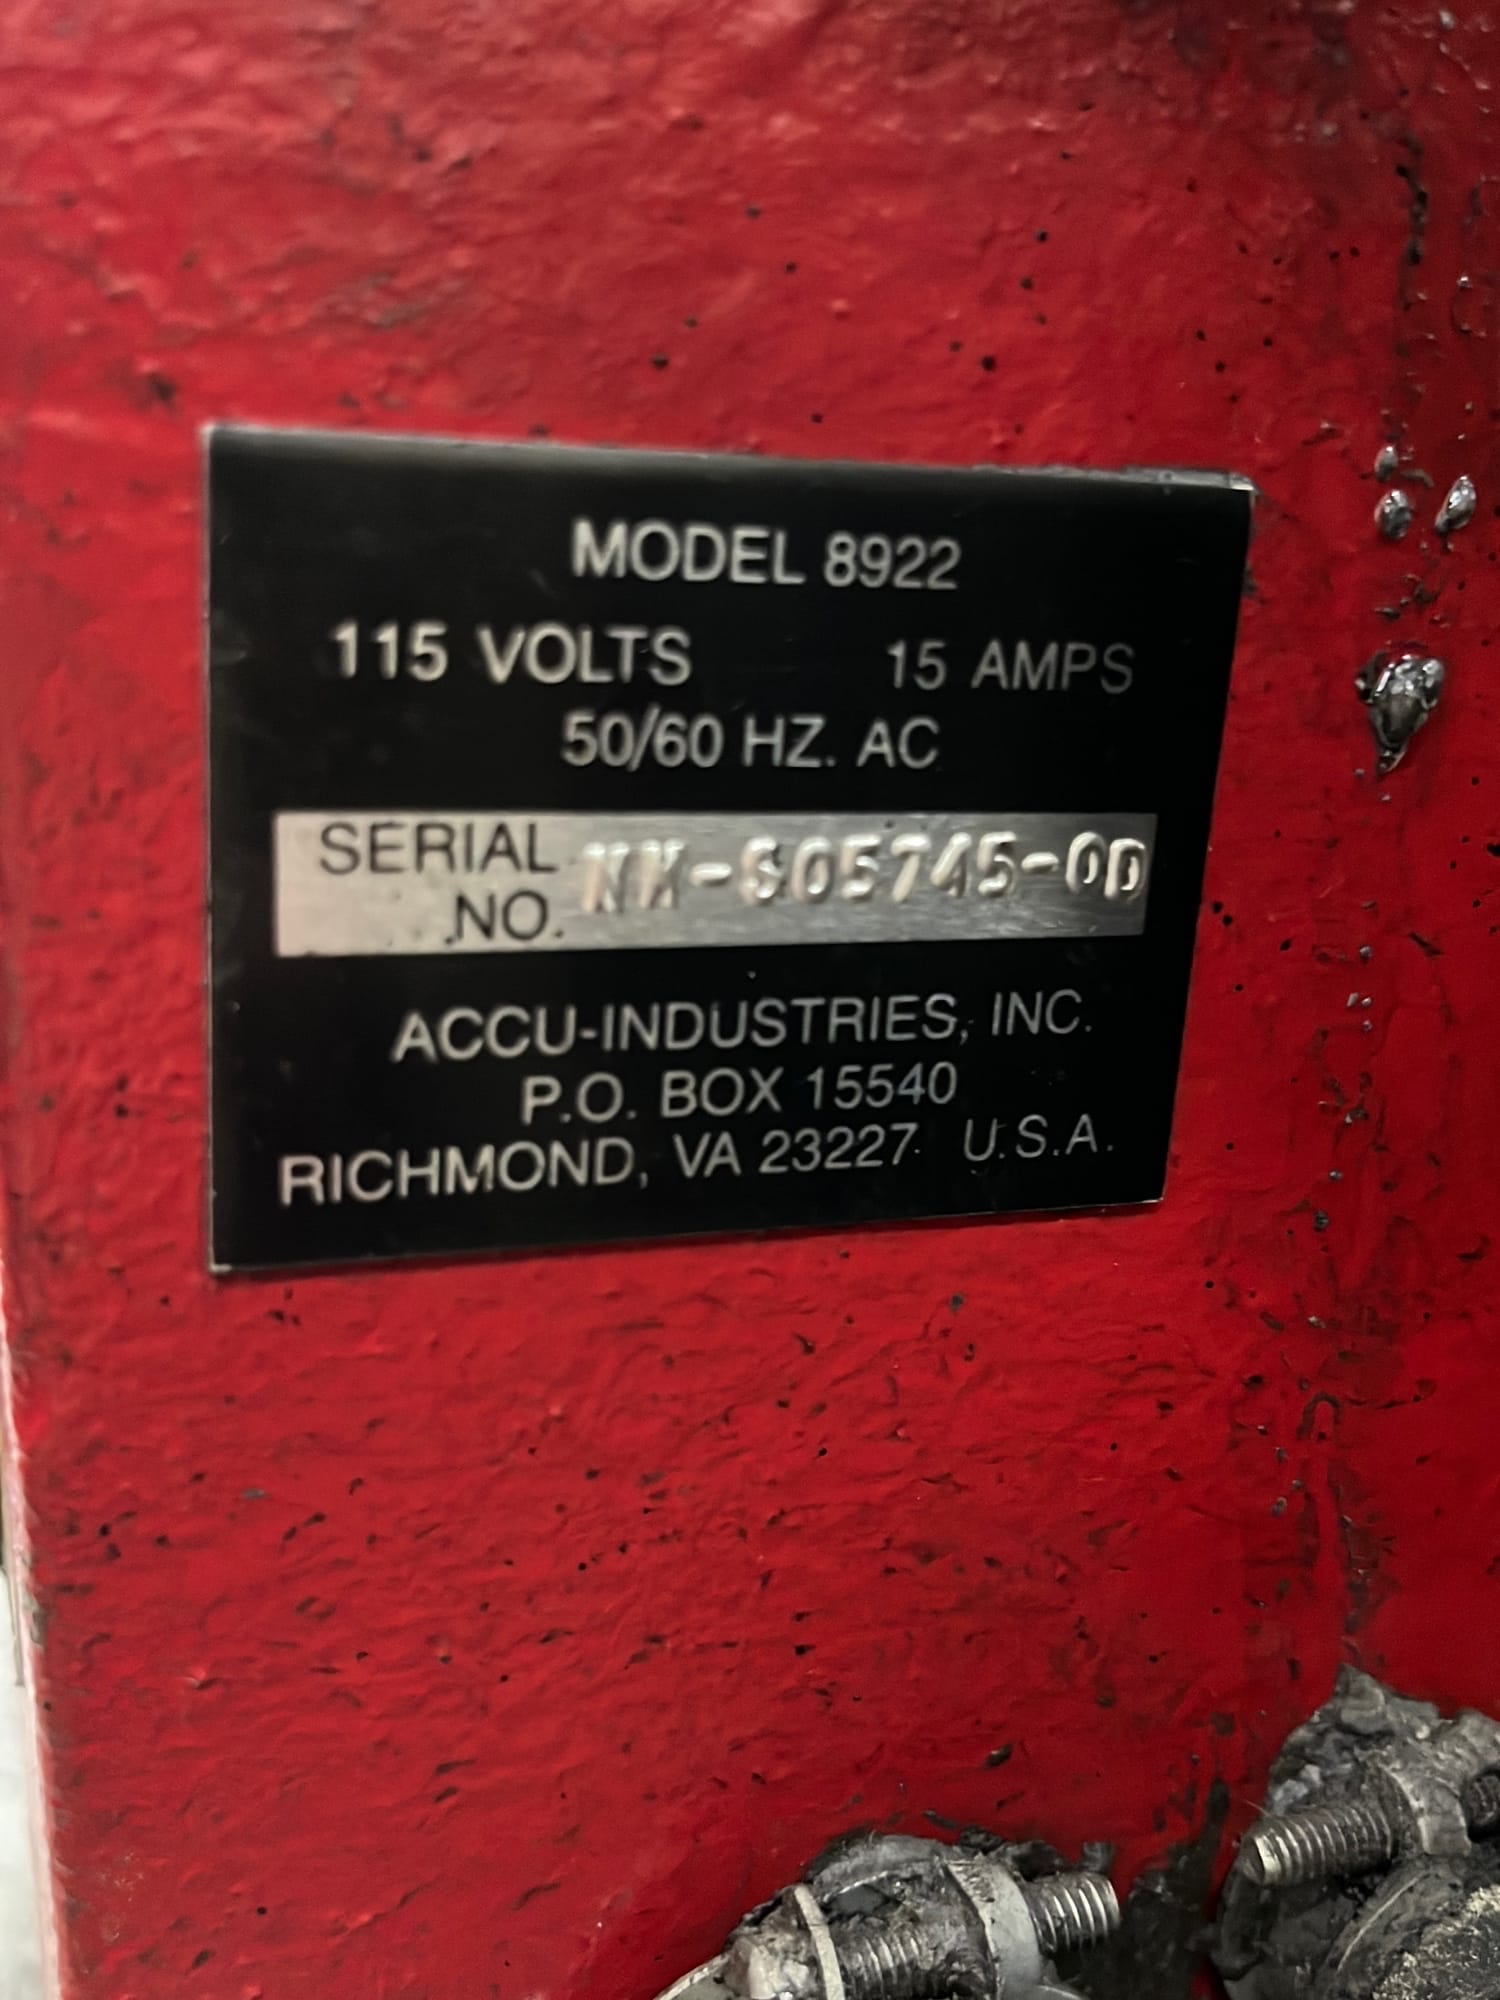 MODEL 8922
115 VOLTS 15 AMPS
50/60 HZ. AC
SERIAL
NO.
ACCU-INDUSTRIES, INC.
P.O. BOX 15540
RICHMOND, VA 23227 U.S.A.